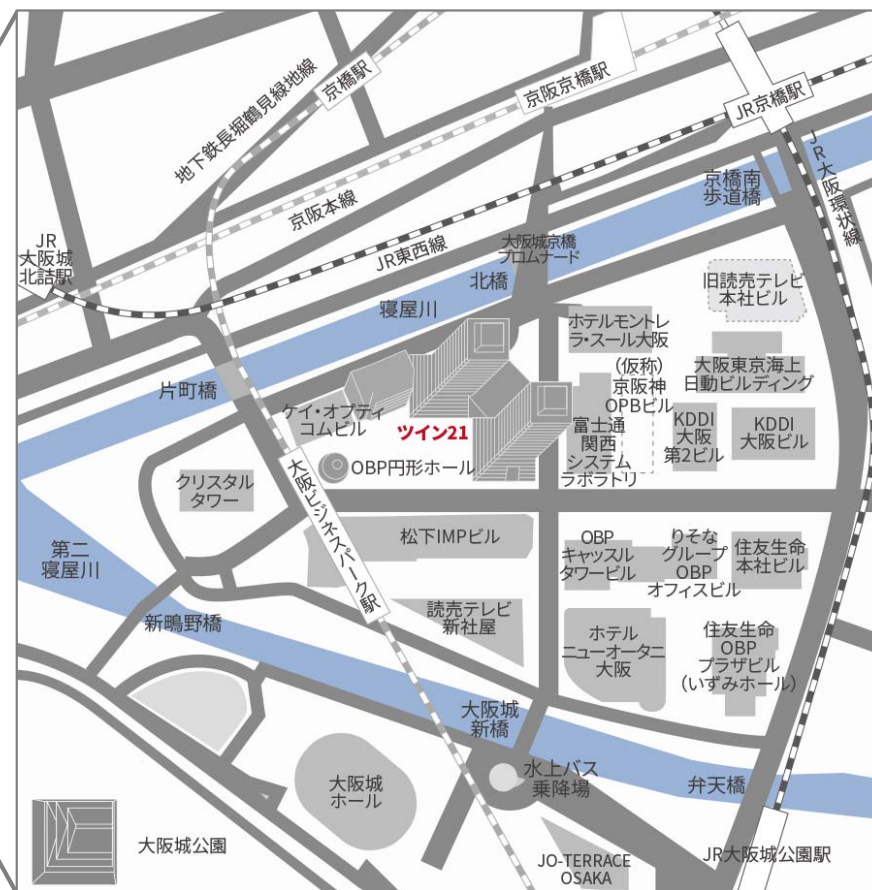 地下鉄長堀鶴見緑地線
京橋駅
京阪京橋駅
JR京橋駅
JR大阪環状線
京阪本線
JR東西線
JR
大阪城
北詰駅
京橋南
歩道橋
大阪城京橋
プロムナード
北橋
寝屋川
片町橋
旧読売テレビ
本社ビル
ホテルモントレ
ラ・スール大阪
(仮称)
京阪神
OPBビル
大阪東京海上
日動ビルディング
ケイ・オプティ
コムビル
ツイン21
富士通
関西
システム
ラボラトリ
KDDI
大阪
第2ビル
KDDI
大阪ビル
OBP円形ホール
クリスタル
タワー
大阪ビジネスパーク駅
松下IMPビル
OBP
キャッスル
タワービル
りそな
グループ
OBP
オフィスビル
住友生命
本社ビル
第二
寝屋川
新鴫野橋
読売テレビ
新社屋
ホテル
ニューオータニ
大阪
住友生命
OBP
プラザビル
(いずみホール)
大阪城
新橋
大阪城
ホール
水上バス
乗降場
弁天橋
大阪城公園
JO-TERRACE
OSAKA
JR大阪城公園駅